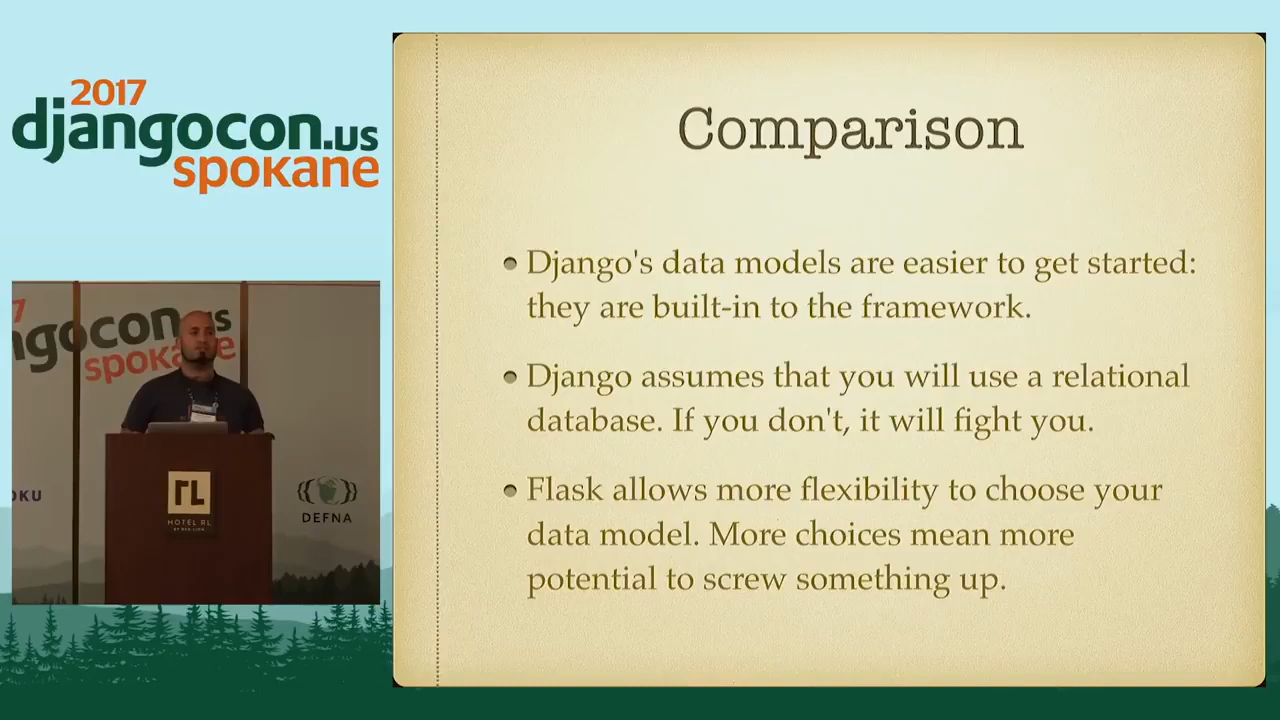 2017
djangocon.us
spokane
Comparison
Django's data models are easier to get started:
they are built-in to the framework.
Django assumes that you will use a relational
database. If you don't, it will fight you.
Flask allows more flexibility to choose your
data model. More choices mean more
potential to screw something up.
7
ngocon.us
spokane
OKU
HOTEL RL
DEFNA